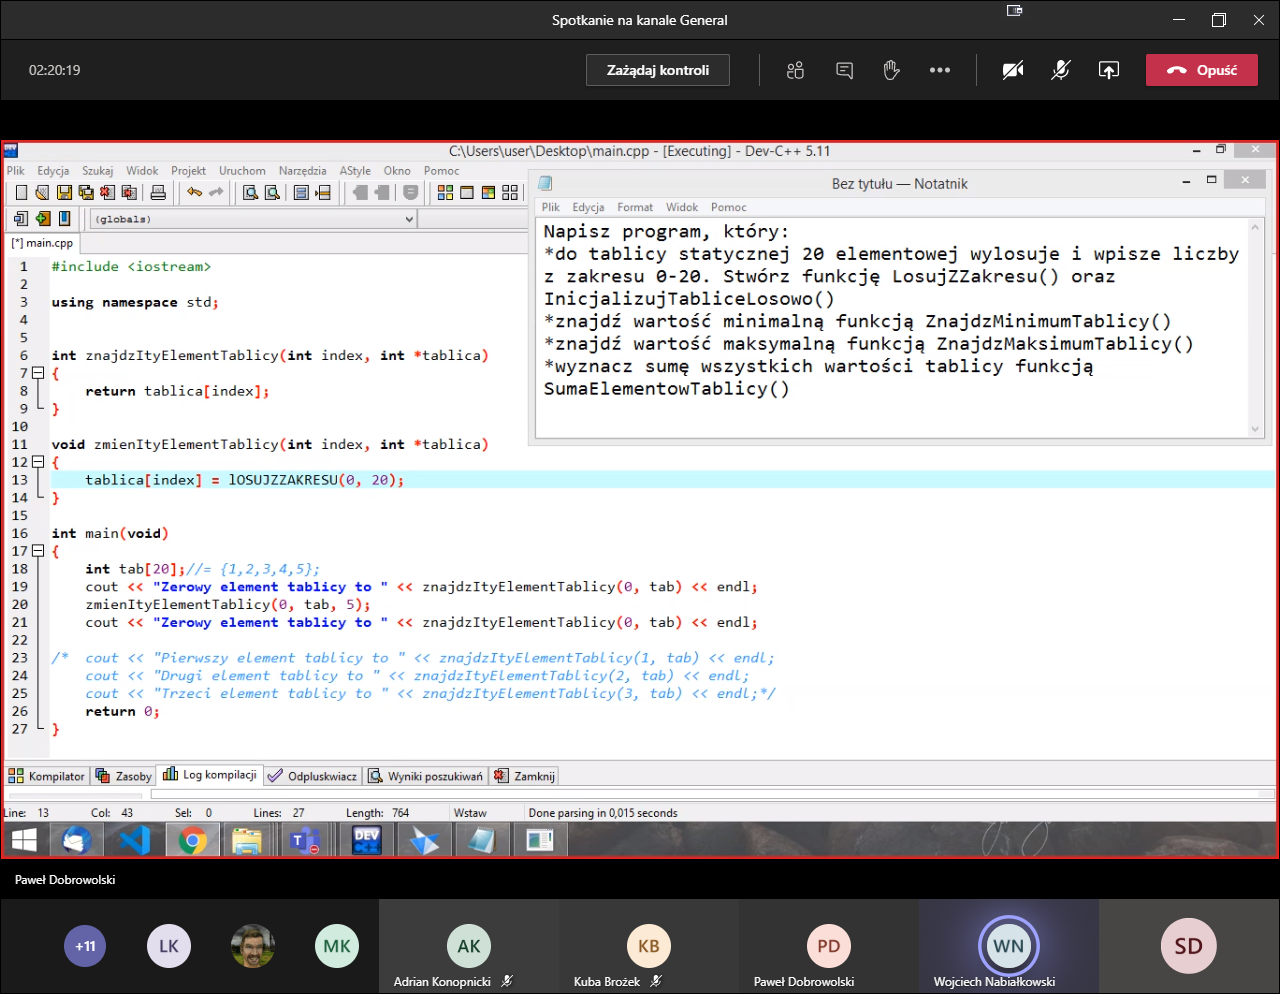 Spotkanie na kanale General
02:20:19
Zażądaj kontroli
Opuść
C:\Users\user\Desktop\main.cpp - [Executing] - Dev-C++ 5.11
Plik Edycja Szukaj Widok Projekt Uruchom Narzędzia AStyle Okno Pomoc
(globals)
[*] main.cpp
Bez tytułu — Notatnik
Plik Edycja Format Widok Pomoc
Napisz program, który:
*do tablicy statycznej 20 elementowej wylosuje i wpisze liczby
z zakresu 0-20. Stwórz funkcję LosujZZakresu() oraz
InicjalizujTabliceLosowo()
*znajdź wartość minimalną funkcją ZnajdzMinimumTablicy()
*znajdź wartość maksymalną funkcją ZnajdzMaksimumTablicy()
*wyznacz sumę wszystkich wartości tablicy funkcją
SumaElementowTablicy()
1 #include <iostream>
2
3 using namespace std;
4
5
6 int znajdzItyElementTablicy(int index, int *tablica)
7 {
8 return tablica[index];
9 }
10
11 void zmienItyElementTablicy(int index, int *tablica)
12 {
13 tablica[index] = lOSUJZZAKRESU(0, 20);
14 }
15
16 int main(void)
17 {
18 int tab[20];//= {1,2,3,4,5};
19 cout << "Zerowy element tablicy to " << znajdzItyElementTablicy(0, tab) << endl;
20 zmienItyElementTablicy(0, tab, 5);
21 cout << "Zerowy element tablicy to " << znajdzItyElementTablicy(0, tab) << endl;
22
23 /* cout << "Pierwszy element tablicy to " << znajdzItyElementTablicy(1, tab) << endl;
24 cout << "Drugi element tablicy to " << znajdzItyElementTablicy(2, tab) << endl;
25 cout << "Trzeci element tablicy to " << znajdzItyElementTablicy(3, tab) << endl;*/
26 return 0;
27 }
Kompilator Zasoby Log kompilacji Odpluskwiacz Wyniki poszukiwań Zamknij
Line: 13 Col: 43 Sel: 0 Lines: 27 Length: 764 Wstaw Done parsing in 0,015 seconds
DEV
Paweł Dobrowolski
+11 LK MK AK KB PD WN SD
Adrian Konopnicki Kuba Brożek Paweł Dobrowolski Wojciech Nabiałkowski